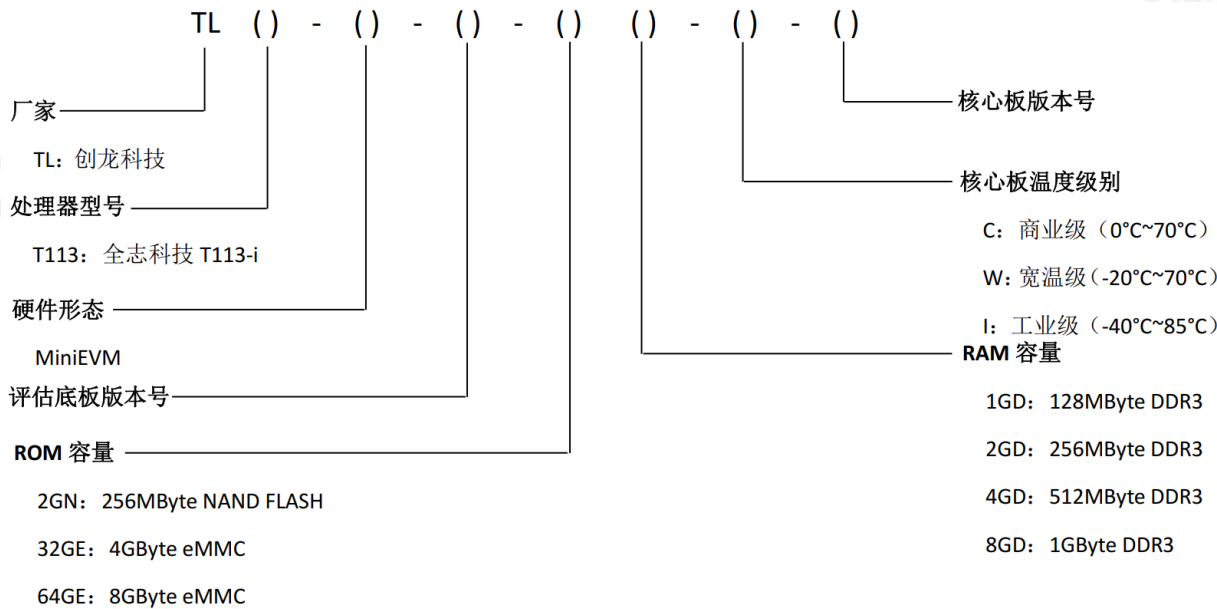 TL () - () - () - () () - () - ()
厂家
TL：创龙科技
处理器型号
T113：全志科技 T113-i
硬件形态
MiniEVM
评估底板版本号
ROM 容量
2GN：256MByte NAND FLASH
32GE：4GByte eMMC
64GE：8GByte eMMC
核心板版本号
核心板温度级别
C：商业级（0°C~70°C）
W：宽温级（-20°C~70°C）
I：工业级（-40°C~85°C）
RAM 容量
1GD：128MByte DDR3
2GD：256MByte DDR3
4GD：512MByte DDR3
8GD：1GByte DDR3